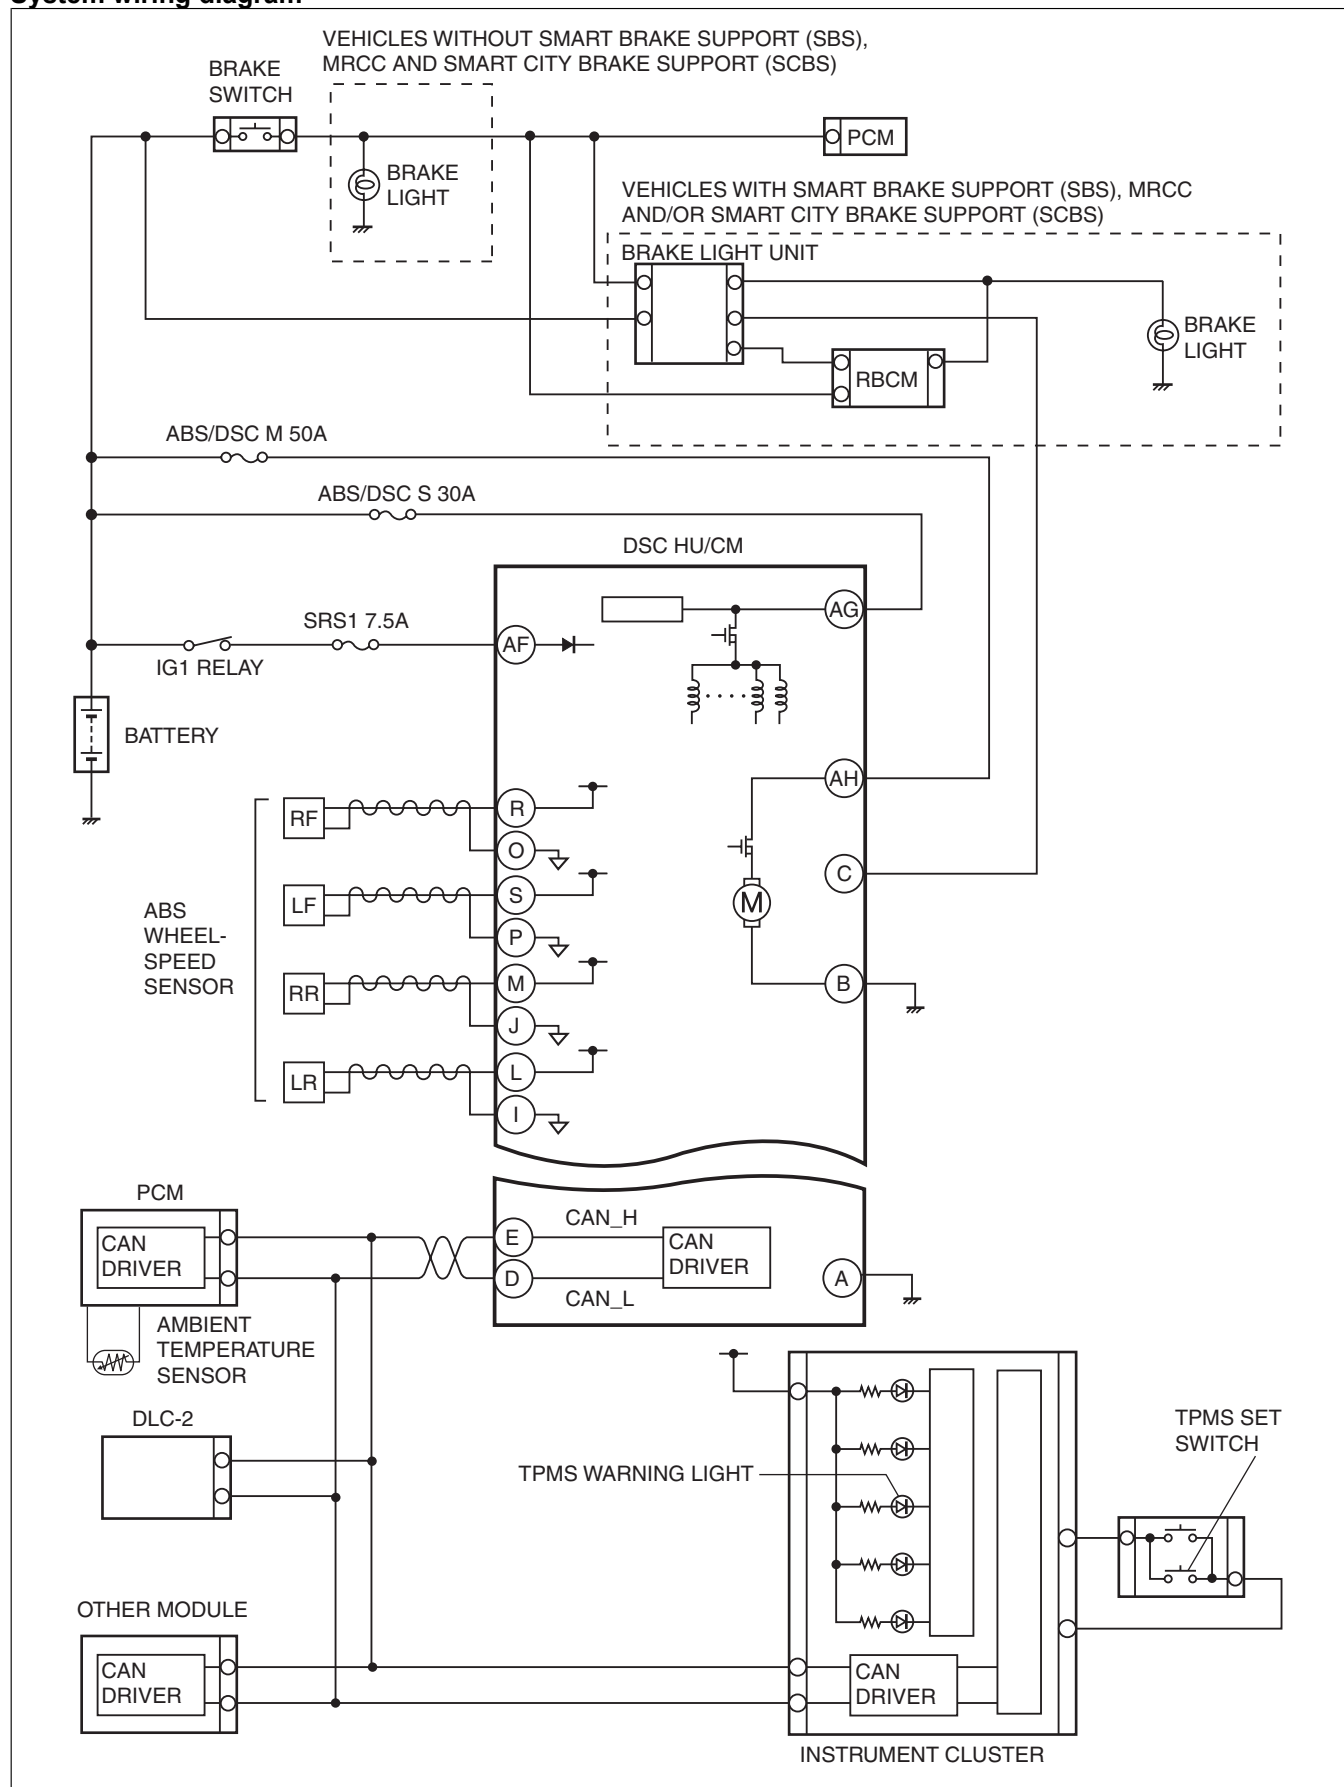 System wiring diagram
VEHICLES WITHOUT SMART BRAKE SUPPORT (SBS),
MRCC AND SMART CITY BRAKE SUPPORT (SCBS)
BRAKE
SWITCH
PCM
BRAKE
LIGHT
VEHICLES WITH SMART BRAKE SUPPORT (SBS), MRCC
AND/OR SMART CITY BRAKE SUPPORT (SCBS)
BRAKE LIGHT UNIT
BRAKE
LIGHT
RBCM
ABS/DSC M 50A
ABS/DSC S 30A
DSC HU/CM
AG
SRS1 7.5A
AF
IG1 RELAY
BATTERY
AH
RF
R
O
C
LF
S
P
M
ABS
WHEEL-
SPEED
SENSOR
RR
M
J
B
LR
L
I
PCM
CAN
DRIVER
E
CAN_H
CAN
DRIVER
D
CAN_L
A
AMBIENT
TEMPERATURE
SENSOR
DLC-2
TPMS SET
SWITCH
TPMS WARNING LIGHT
OTHER MODULE
CAN
DRIVER
CAN
DRIVER
INSTRUMENT CLUSTER